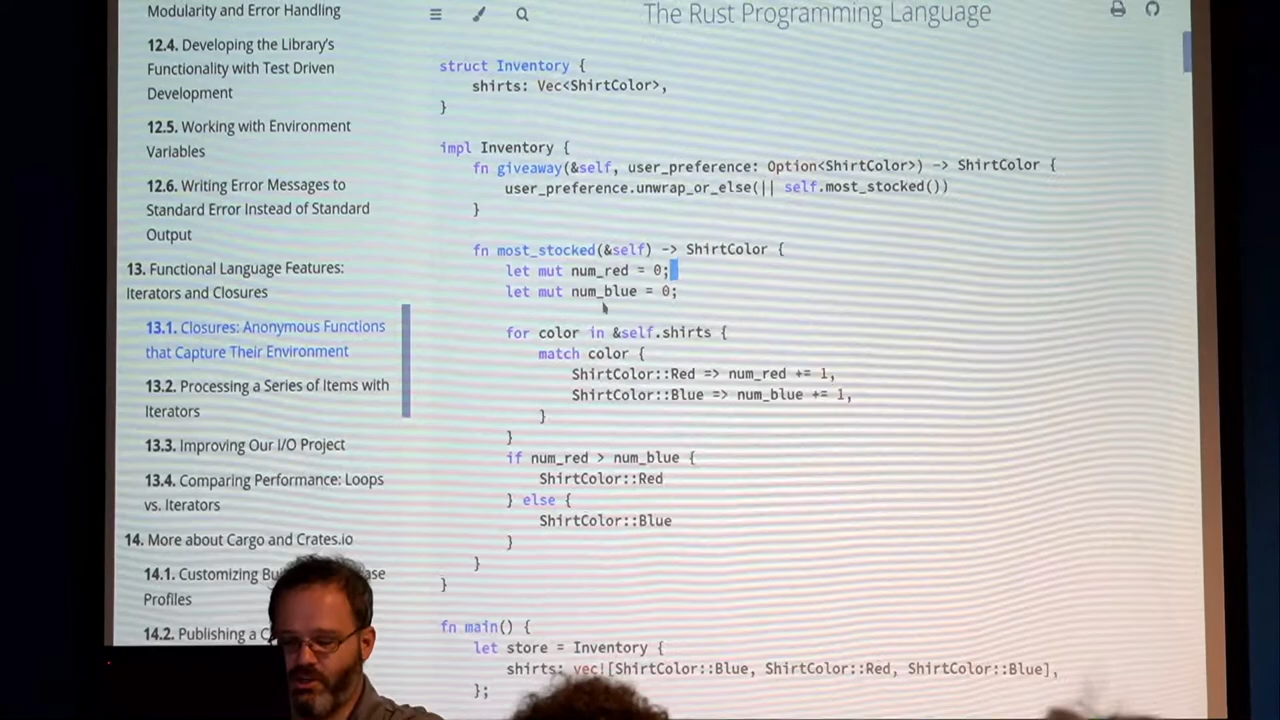 Modularity and Error Handling
12.4. Developing the Library's
Functionality with Test Driven
Development
12.5. Working with Environment
Variables
12.6. Writing Error Messages to
Standard Error Instead of Standard
Output
13. Functional Language Features:
Iterators and Closures
13.1. Closures: Anonymous Functions
that Capture Their Environment
13.2. Processing a Series of Items with
Iterators
13.3. Improving Our I/O Project
13.4. Comparing Performance: Loops
vs. Iterators
14. More about Cargo and Crates.io
14.1. Customizing
Profiles
14.2. Publishing a
The Rust Programming Language
struct Inventory {
shirts: Vec<ShirtColor>,
}
impl Inventory {
fn giveaway(&self, user_preference: Option<ShirtColor>) -> ShirtColor {
user_preference.unwrap_or_else(|| self.most_stocked())
}
fn most_stocked(&self) -> ShirtColor {
let mut num_red = 0;
let mut num_blue = 0;
for color in &self.shirts {
match color {
ShirtColor::Red => num_red += 1,
ShirtColor::Blue => num_blue += 1,
}
}
if num_red > num_blue {
ShirtColor::Red
} else {
ShirtColor::Blue
}
}
}
fn main() {
let store = Inventory {
shirts: vec![ShirtColor::Blue, ShirtColor::Red, ShirtColor::Blue],
};